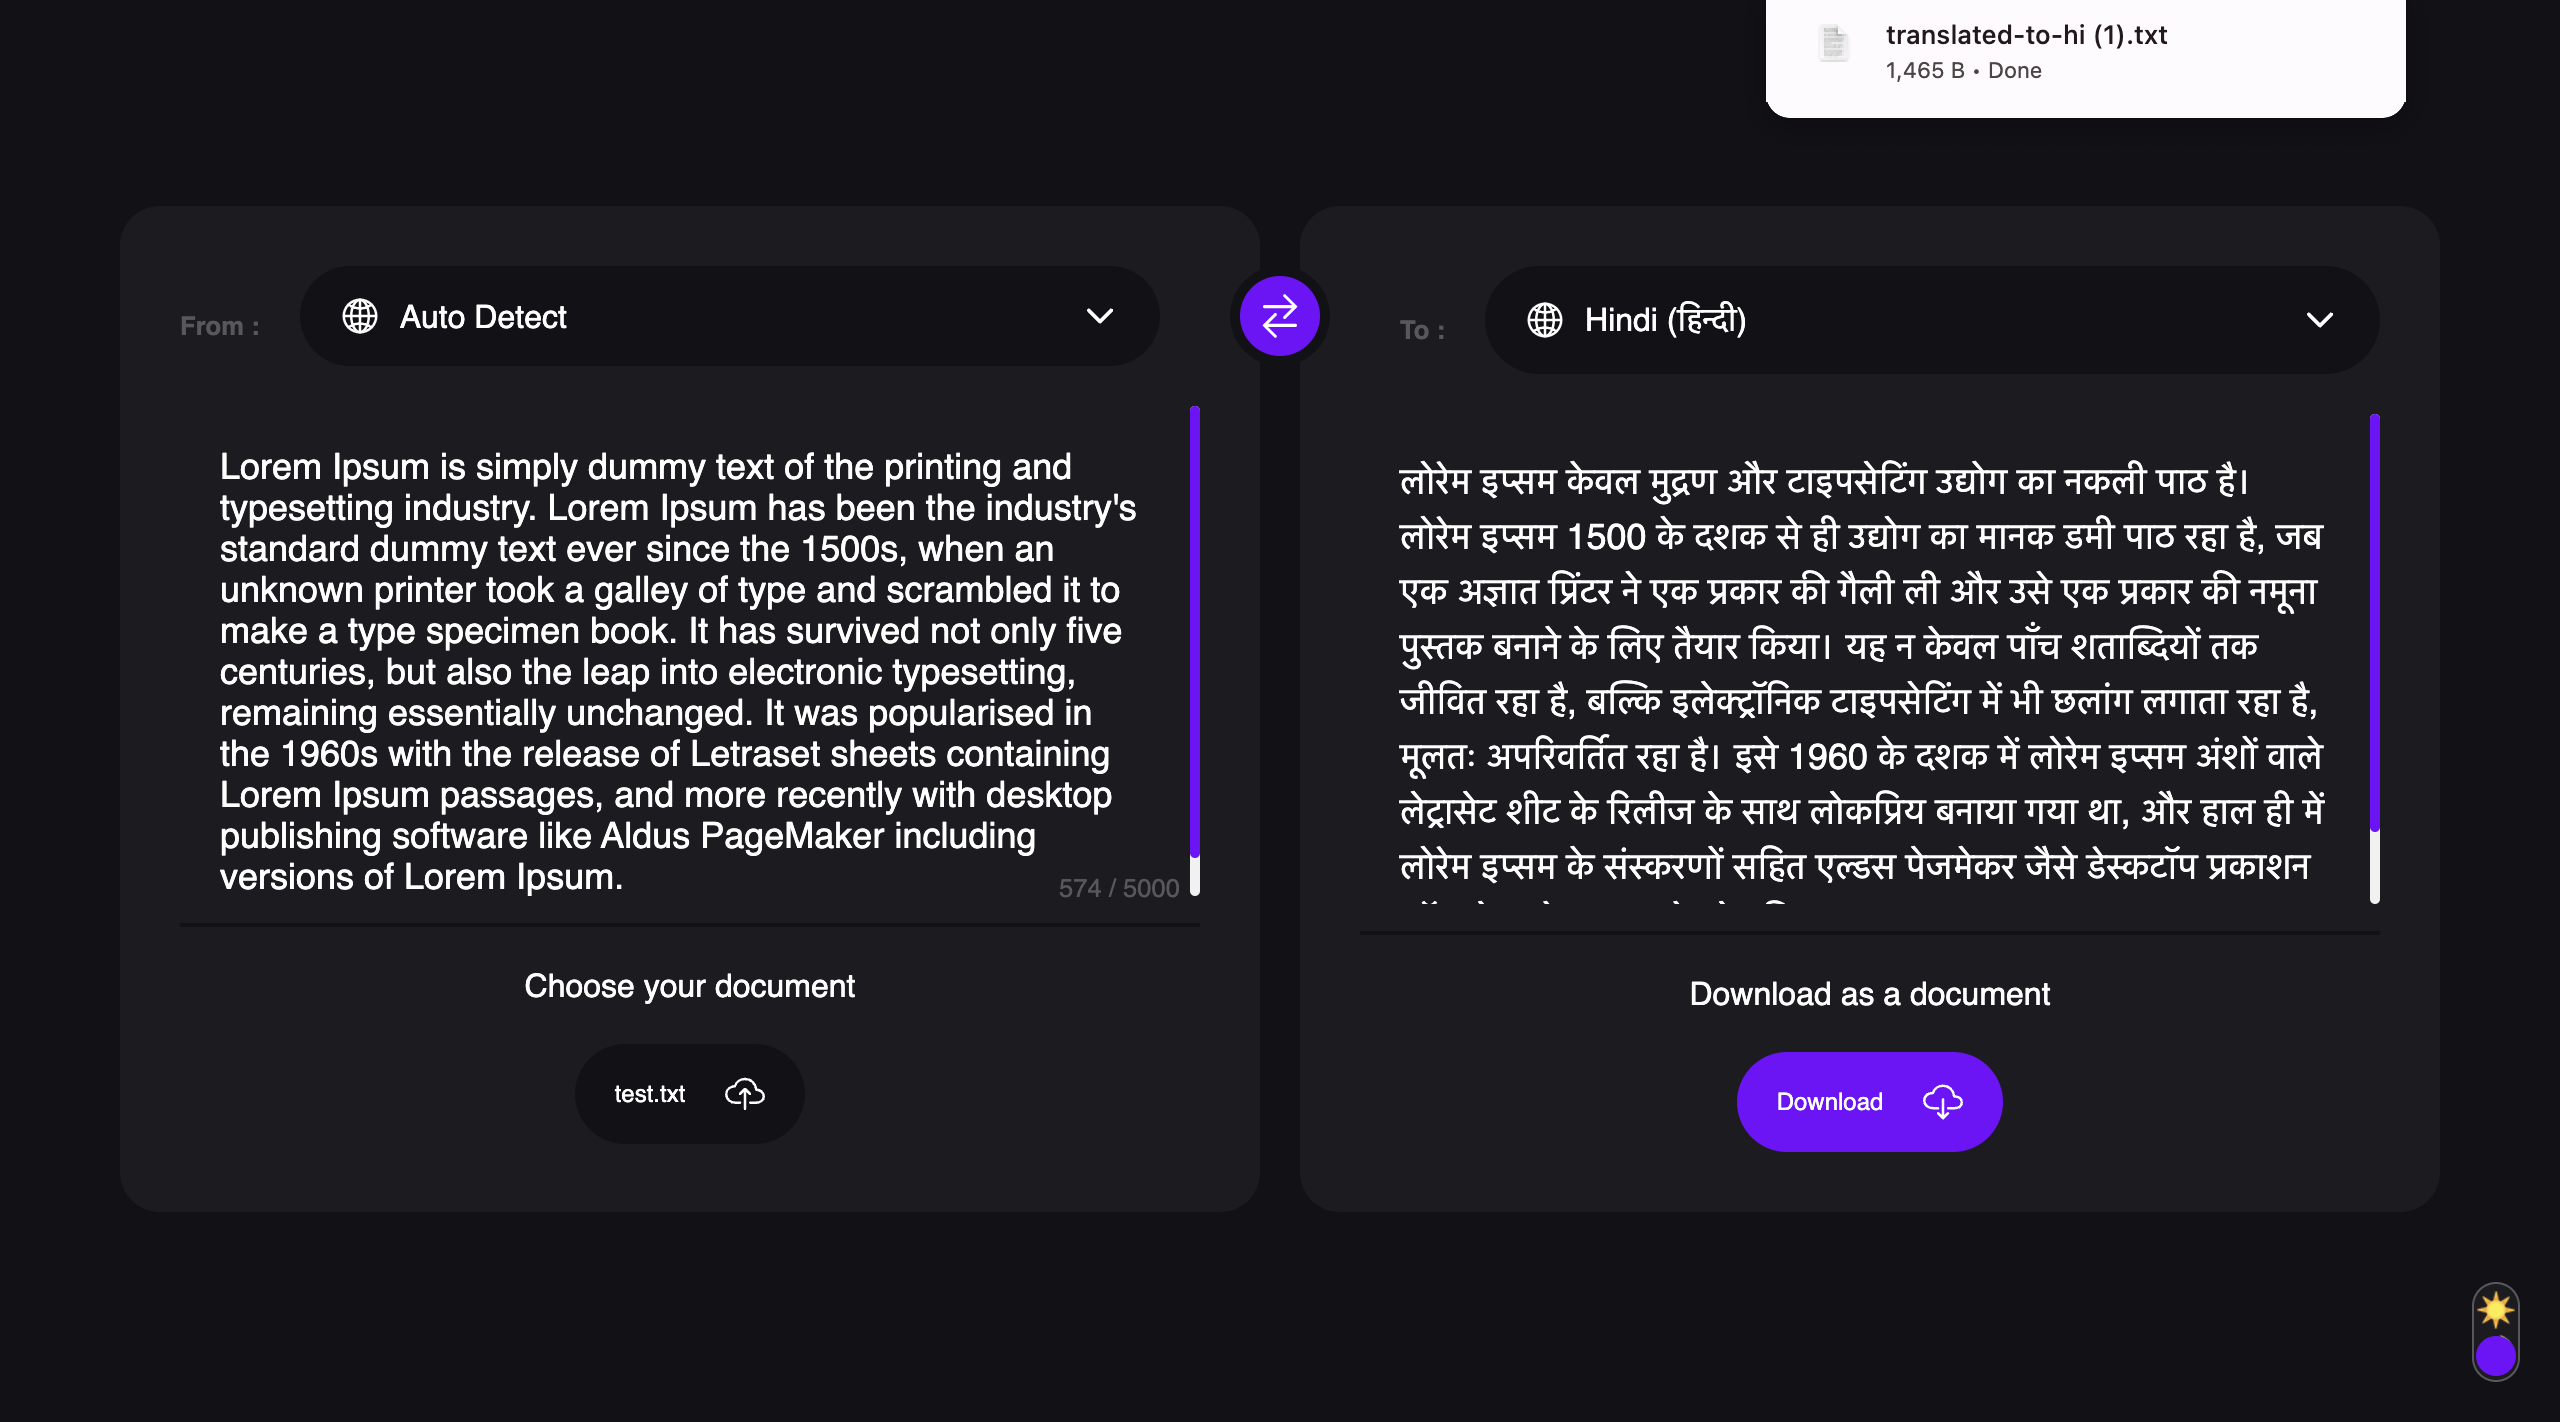 translated-to-hi (1).txt
1,465 B • Done
From :
Auto Detect
Lorem Ipsum is simply dummy text of the printing and
typesetting industry. Lorem Ipsum has been the industry's
standard dummy text ever since the 1500s, when an
unknown printer took a galley of type and scrambled it to
make a type specimen book. It has survived not only five
centuries, but also the leap into electronic typesetting,
remaining essentially unchanged. It was popularised in
the 1960s with the release of Letraset sheets containing
Lorem Ipsum passages, and more recently with desktop
publishing software like Aldus PageMaker including
versions of Lorem Ipsum.
574 / 5000
Choose your document
test.txt
To :
Hindi (हिन्दी)
लोरेम इप्सम केवल मुद्रण और टाइपसेटिंग उद्योग का नकली पाठ है।
लोरेम इप्सम 1500 के दशक से ही उद्योग का मानक डमी पाठ रहा है, जब
एक अज्ञात प्रिंटर ने एक प्रकार की गैली ली और उसे एक प्रकार की नमूना
पुस्तक बनाने के लिए तैयार किया। यह न केवल पाँच शताब्दियों तक
जीवित रहा है, बल्कि इलेक्ट्रॉनिक टाइपसेटिंग में भी छलांग लगाता रहा है,
मूलतः अपरिवर्तित रहा है। इसे 1960 के दशक में लोरेम इप्सम अंशों वाले
लेट्रासेट शीट के रिलीज के साथ लोकप्रिय बनाया गया था, और हाल ही में
लोरेम इप्सम के संस्करणों सहित एल्डस पेजमेकर जैसे डेस्कटॉप प्रकाशन
Download as a document
Download